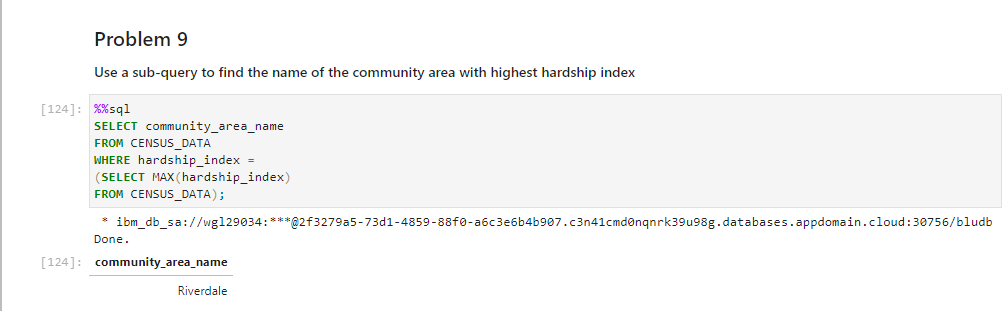 Problem 9
Use a sub-query to find the name of the community area with highest hardship index
[124]: %%sql
SELECT community_area_name
FROM CENSUS_DATA
WHERE hardship_index =
(SELECT MAX(hardship_index)
FROM CENSUS_DATA);
* ibm_db_sa://wgl29034:***@2f3279a5-73d1-4859-88f0-a6c3e6b4b907.c3n41cmd0nqnrk39u98g.databases.appdomain.cloud:30756/bludb
Done.
[124]: community_area_name
Riverdale